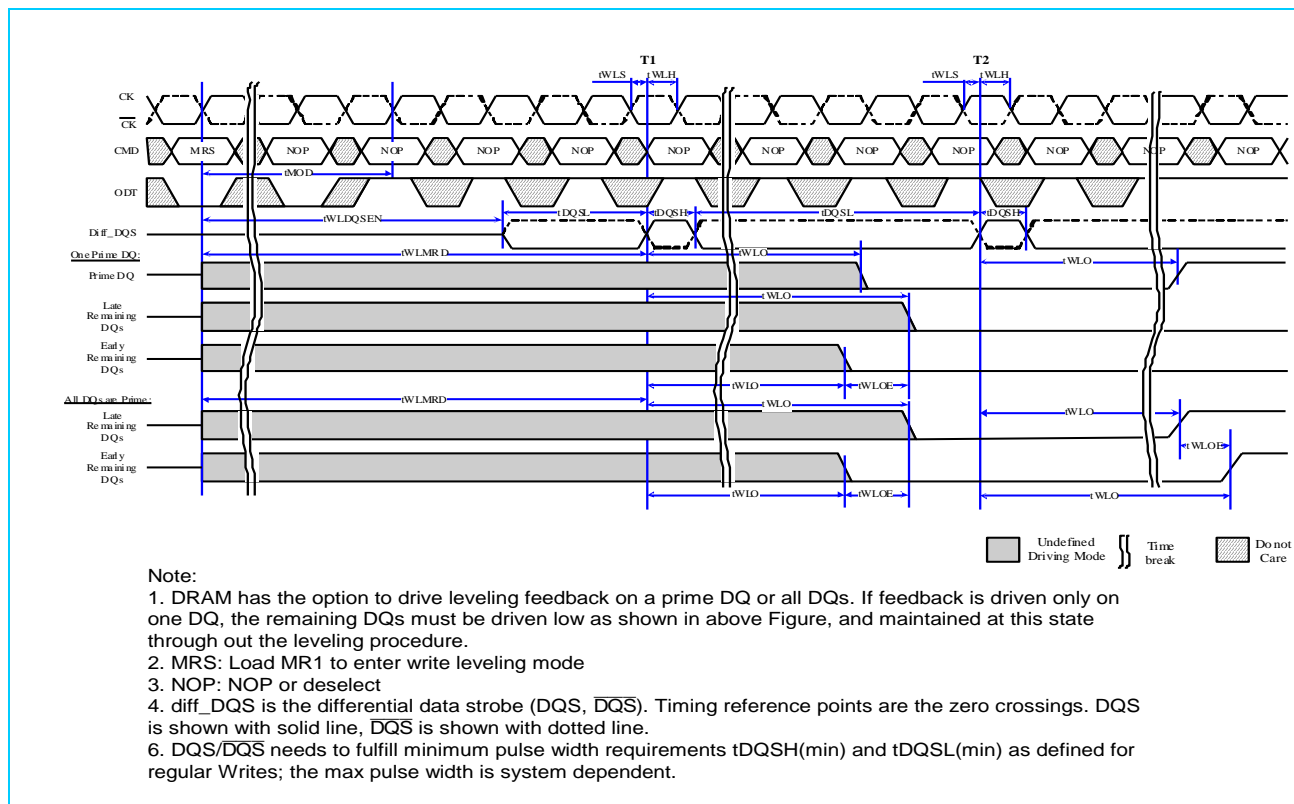 T1 T2
tWLS tWLH tWLS tWLH
CK
CK
CMD MRS NOP NOP NOP NOP NOP NOP NOP NOP NOP NOP NOP
tMOD
ODT
tDQSL tDQSH tDQSL tDQSH
tWLDQSEN
Diff_DQS
One Prime DQ: tWLMRD tWLO tWLO
Prime DQ
tWLO
Late
Remaining
DQs
Early
Remaining
DQs
tWLO tWLOE
All DQs are Prime: tWLMRD tWLO
Late tWLO
Remaining
DQs
tWLOE
Early
Remaining
DQs
tWLO tWLOE tWLO
Undefined
Driving Mode
Time
break
Do not
Care
Note:
1. DRAM has the option to drive leveling feedback on a prime DQ or all DQs. If feedback is driven only on
one DQ, the remaining DQs must be driven low as shown in above Figure, and maintained at this state
through out the leveling procedure.
2. MRS: Load MR1 to enter write leveling mode
3. NOP: NOP or deselect
4. diff_DQS is the differential data strobe (DQS, DQS). Timing reference points are the zero crossings. DQS
is shown with solid line, DQS is shown with dotted line.
6. DQS/DQS needs to fulfill minimum pulse width requirements tDQSH(min) and tDQSL(min) as defined for
regular Writes; the max pulse width is system dependent.